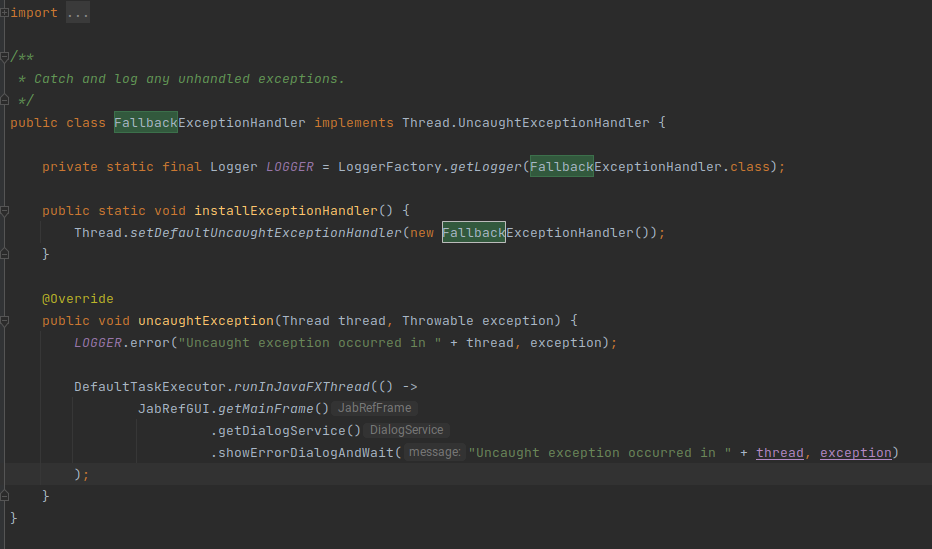 import ...
/**
* Catch and log any unhandled exceptions.
*/
public class FallbackExceptionHandler implements Thread.UncaughtExceptionHandler {
private static final Logger LOGGER = LoggerFactory.getLogger(FallbackExceptionHandler.class);
public static void installExceptionHandler() {
Thread.setDefaultUncaughtExceptionHandler(new FallbackExceptionHandler());
}
@Override
public void uncaughtException(Thread thread, Throwable exception) {
LOGGER.error("Uncaught exception occurred in " + thread, exception);
DefaultTaskExecutor.runInJavaFXThread(() ->
JabRefGUI.getMainFrame() JabRefFrame
.getDialogService() DialogService
.showErrorDialogAndWait( message: "Uncaught exception occurred in " + thread, exception)
);
}
}